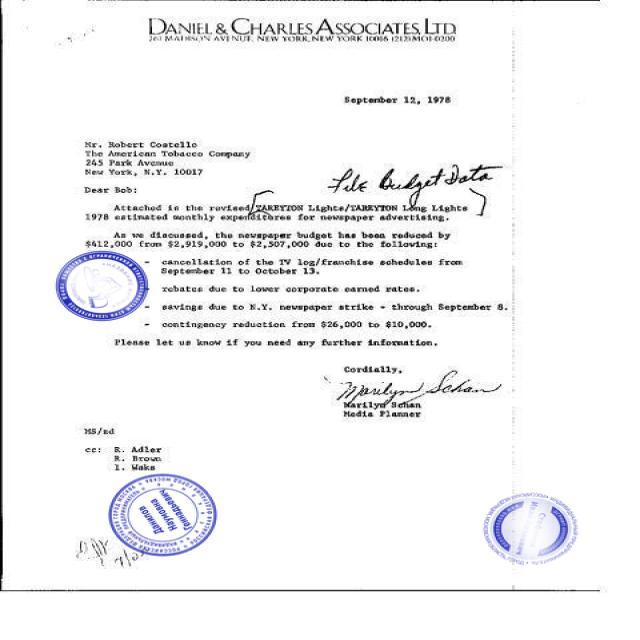 DANIEL & CHARLES ASSOCIATES, LTD.
261 MADISON AVENUE, NEW YORK, NEW YORK 10016 (212) MO1-0200
September 12, 1978
Mr. Robert Costello
The American Tobacco Company
245 Park Avenue
New York, N.Y. 10017
File Budget Data
Dear Bob:
Attached is the revised TAREYTON Lights/TAREYTON Long Lights
1978 estimated monthly expenditures for newspaper advertising.
As we discussed, the newspaper budget has been reduced by
$412,000 from $2,919,000 to $2,507,000 due to the following:
- cancellation of the TV log/franchise schedules from
September 11 to October 13.
rebates due to lower corporate earned rates.
- savings due to N.Y. newspaper strike - through September 8.
- contingency reduction from $26,000 to $10,000.
Please let us know if you need any further information.
Cordially,
Marilyn Schan
Marilyn Schan
Media Planner
MS/zd
cc: R. Adler
R. Brown
I. Waks
Данилов
Наумовна
Геннадьевич